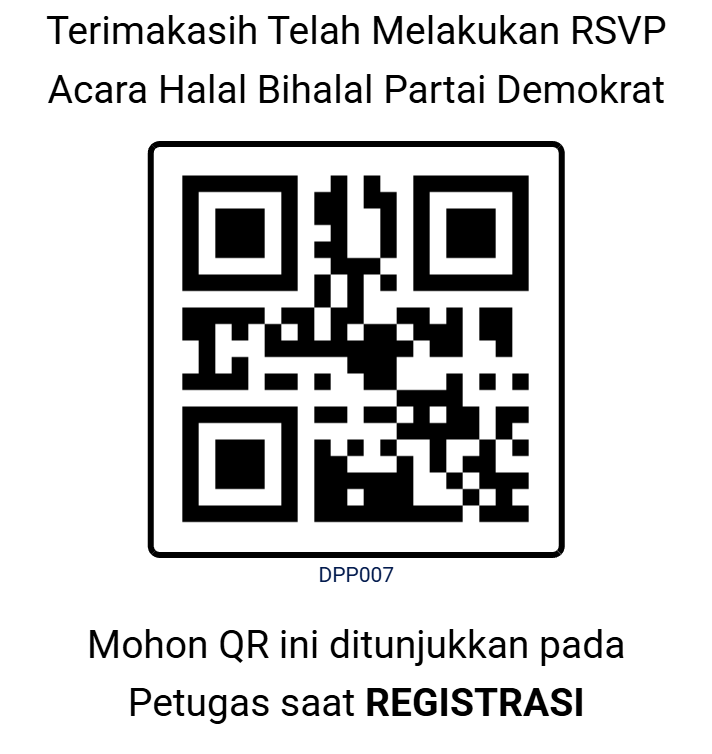 Terimakasih Telah Melakukan RSVP
Acara Halal Bihalal Partai Demokrat
DPP007
Mohon QR ini ditunjukkan pada
Petugas saat REGISTRASI